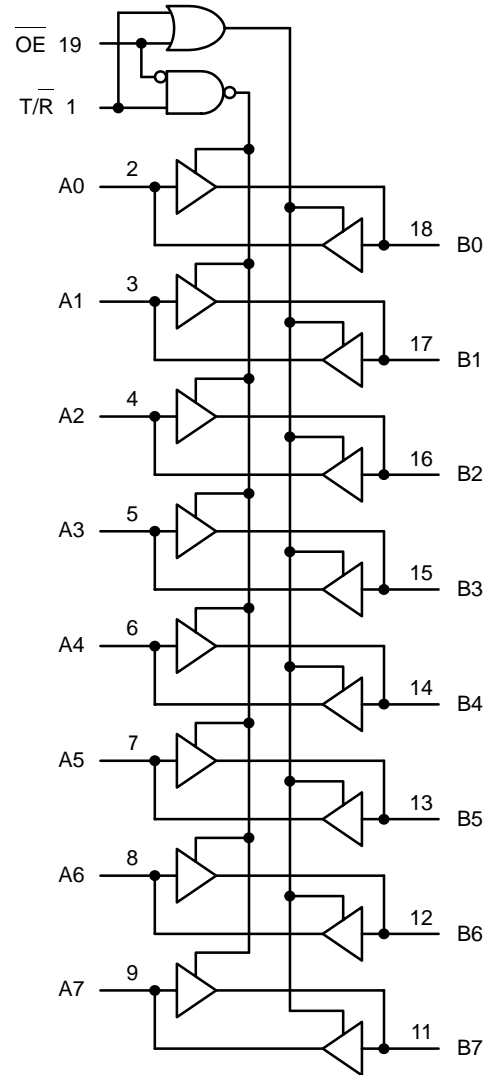 O̅E̅ 19
T/R̅ 1
A0 2
18 B0
A1 3
17 B1
A2 4
16 B2
A3 5
15 B3
A4 6
14 B4
A5 7
13 B5
A6 8
12 B6
A7 9
11 B7